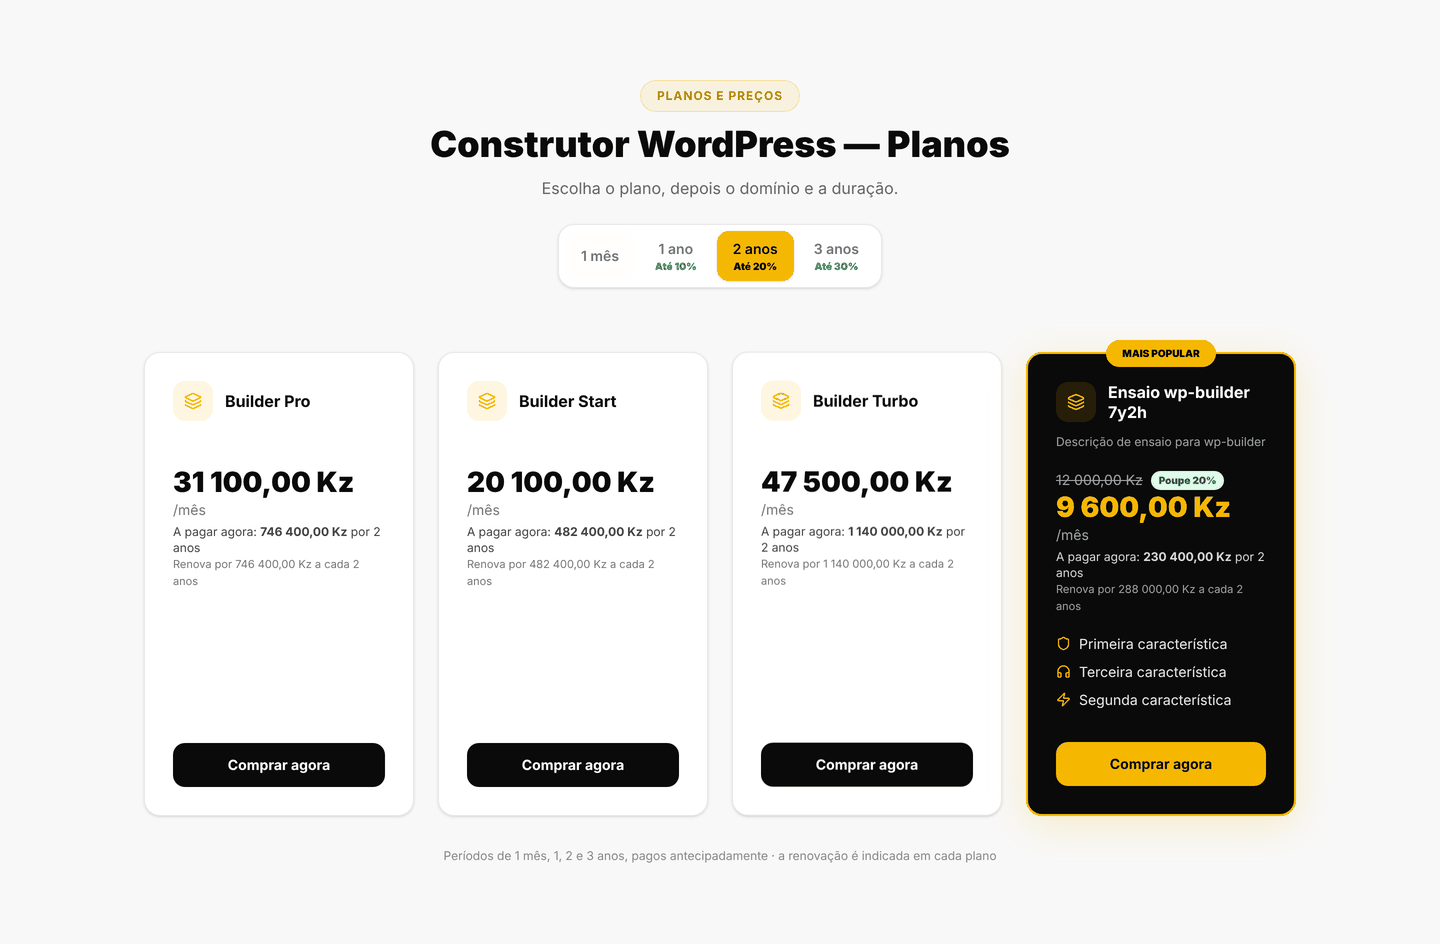 PLANOS E PREÇOS
Construtor WordPress — Planos
Escolha o plano, depois o domínio e a duração.
1 mês
1 ano
Até 10%
2 anos
Até 20%
3 anos
Até 30%
Builder Pro
31 100,00 Kz
/mês
A pagar agora: 746 400,00 Kz por 2
anos
Renova por 746 400,00 Kz a cada 2
anos
Comprar agora
Builder Start
20 100,00 Kz
/mês
A pagar agora: 482 400,00 Kz por 2
anos
Renova por 482 400,00 Kz a cada 2
anos
Comprar agora
Builder Turbo
47 500,00 Kz
/mês
A pagar agora: 1 140 000,00 Kz por
2 anos
Renova por 1 140 000,00 Kz a cada 2
anos
Comprar agora
MAIS POPULAR
Ensaio wp-builder
7y2h
Descrição de ensaio para wp-builder
12 000,00 Kz Poupe 20%
9 600,00 Kz
/mês
A pagar agora: 230 400,00 Kz por 2
anos
Renova por 288 000,00 Kz a cada 2
anos
Primeira característica
Terceira característica
Segunda característica
Comprar agora
Períodos de 1 mês, 1, 2 e 3 anos, pagos antecipadamente · a renovação é indicada em cada plano